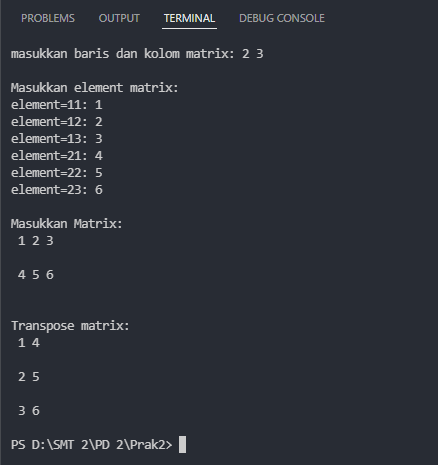 PROBLEMS OUTPUT TERMINAL DEBUG CONSOLE
masukkan baris dan kolom matrix: 2 3
Masukkan element matrix:
element=11: 1
element=12: 2
element=13: 3
element=21: 4
element=22: 5
element=23: 6
Masukkan Matrix:
1 2 3
4 5 6
Transpose matrix:
1 4
2 5
3 6
PS D:\SMT 2\PD 2\Prak2>